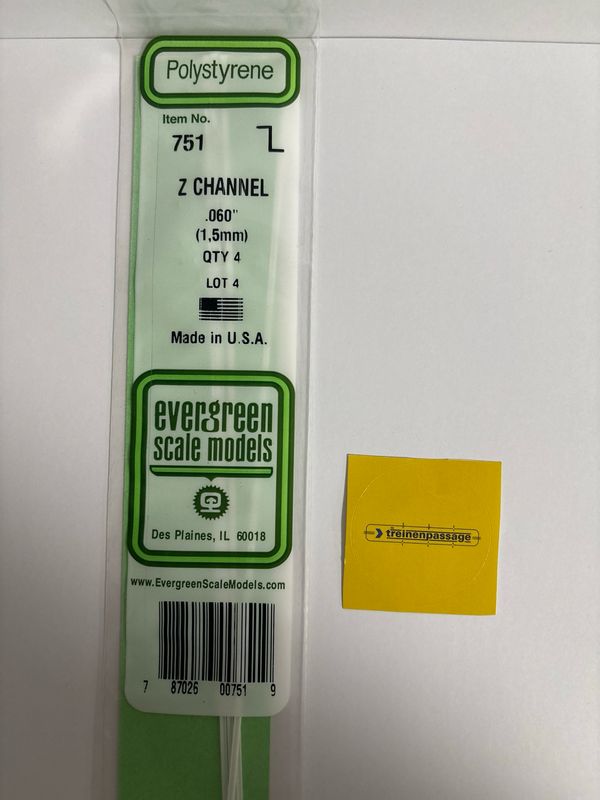 Polystyrene
Item No.
751
Z CHANNEL
.060"
(1,5mm)
QTY 4
LOT 4
Made in U.S.A.
evergreen
scale models
Des Plaines, IL 60018
www.EvergreenScaleModels.com
7 87026 00751 9
treinenpassage